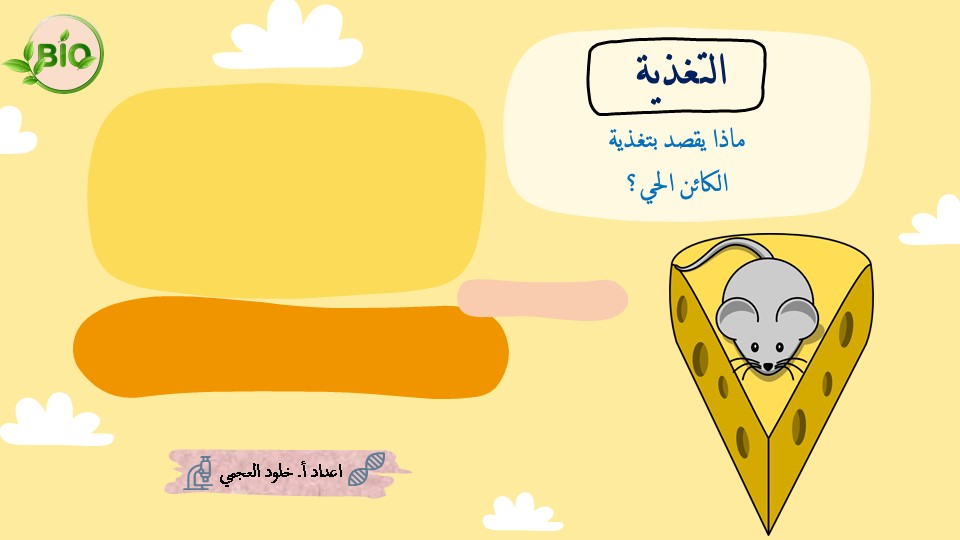 BIO
التغذية
ماذا يقصد بتغذية
الكائن الحي؟
اعداد أ. خلود العجمي